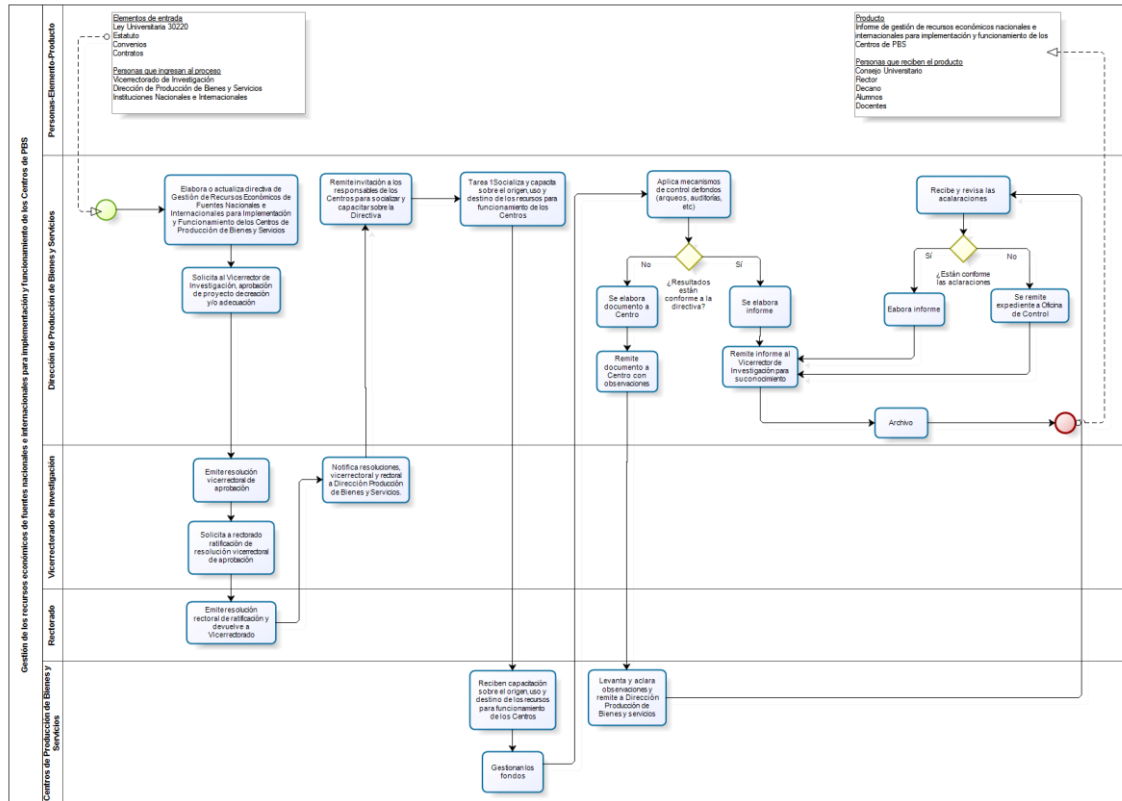 Gestión de los recursos económicos de fuentes nacionales e internacionales para implementación y funcionamiento de los Centros de PBS
Personas-Elemento-Producto
Elementos de entrada
Ley Universitaria 30220
Estatuto
Convenios
Contratos
Personas que ingresan al proceso
Vicerrectorado de Investigación
Dirección de Producción de Bienes y Servicios
Instituciones Nacionales e Internacionales
Producto
Informe de gestión de recursos económicos nacionales e
internacionales para implementación y funcionamiento de los
Centros de PBS
Personas que reciben el producto
Consejo Universitario
Rector
Decano
Alumnos
Docentes
Dirección de Producción de Bienes y Servicios
Elabora o actualiza directiva de
Gestión de Recursos Económicos de
Fuentes Nacionales e
Internacionales para Implementación
y Funcionamiento de los Centros de
Producción de Bienes y Servicios
Solicita al Vicerrector de
Investigación, aprobación
de proyecto de creación
y/o adecuación
Remite invitación a los
responsables de los
Centros para socializar y
capacitar sobre la
Directiva
Tarea 1Socializa y capacita
sobre el origen, uso y
destino de los recursos para
funcionamiento de los
Centros
Aplica mecanismos
de control de fondos
(arqueos, auditorías,
etc)
No
Sí
¿Resultados
están
conforme a la
directiva?
Se elabora
documento a
Centro
Se elabora
informe
Remite
documento a
Centro con
observaciones
Remite informe al
Vicerrector de
Investigación para
su conocimiento
Recibe y revisa las
acalaraciones
Sí
No
¿Están conforme
las aclaraciones
Eabora informe
Se remite
expediente a Oficina
de Control
Archivo
Vicerrectorado de Investigación
Emite resolución
vicerrectoral de
aprobación
Solicita a rectorado
ratificación de
resolución vicerrectoral
de aprobación
Notifica resoluciones,
vicerrectoral y rectoral
a Dirección Producción
de Bienes y Servicios.
Rectorado
Emite resolución
rectoral de ratificación y
devuelve a
Vicerrectorado
Centros de Producción de Bienes y
Servicios
Reciben capacitación
sobre el origen, uso y
destino de los recursos
para funcionamiento
de los Centros
Gestionan los
fondos
Levanta y aclara
observaciones y
remite a Dirección
Producción de
Bienes y servicios